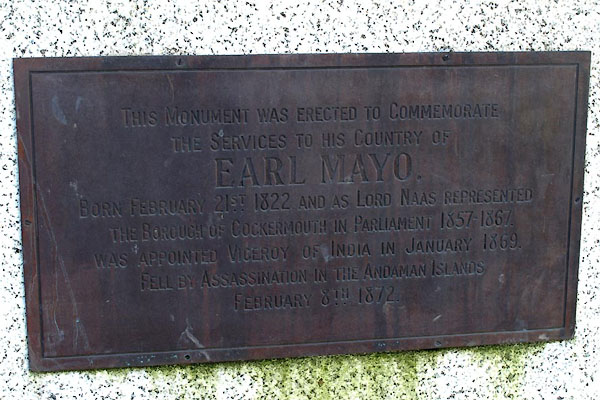 This Monument was erected to Commemorate
the Services to his Country of
EARL MAYO.
Born February 21st 1822 and as Lord Naas represented
the Borough of Cockermouth in Parliament 1857-1867.
was appointed Viceroy of India in January 1869.
Fell by Assassination in the Andaman Islands
February 8th 1872.